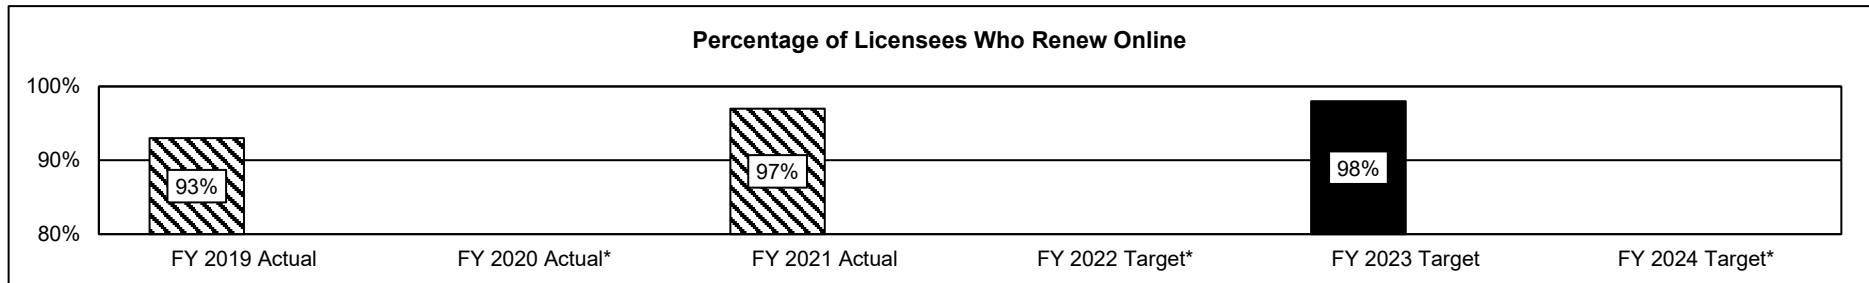 Percentage of Licensees Who Renew Online
100%
90%
80%
93%
97%
98%
FY 2019 Actual
FY 2020 Actual*
FY 2021 Actual
FY 2022 Target*
FY 2023 Target
FY 2024 Target*